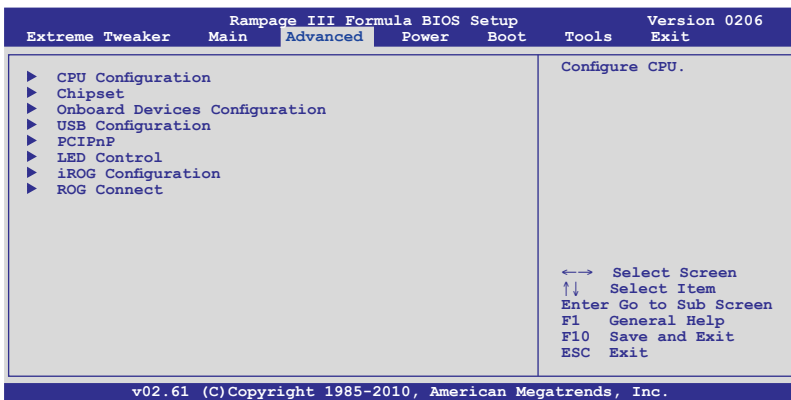 Rampage III Formula BIOS Setup Version 0206
Extreme Tweaker Main Advanced Power Boot Tools Exit
▶ CPU Configuration
▶ Chipset
▶ Onboard Devices Configuration
▶ USB Configuration
▶ PCIPnP
▶ LED Control
▶ iROG Configuration
▶ ROG Connect
Configure CPU.
←→ Select Screen
↑↓ Select Item
Enter Go to Sub Screen
F1 General Help
F10 Save and Exit
ESC Exit
v02.61 (C)Copyright 1985-2010, American Megatrends, Inc.